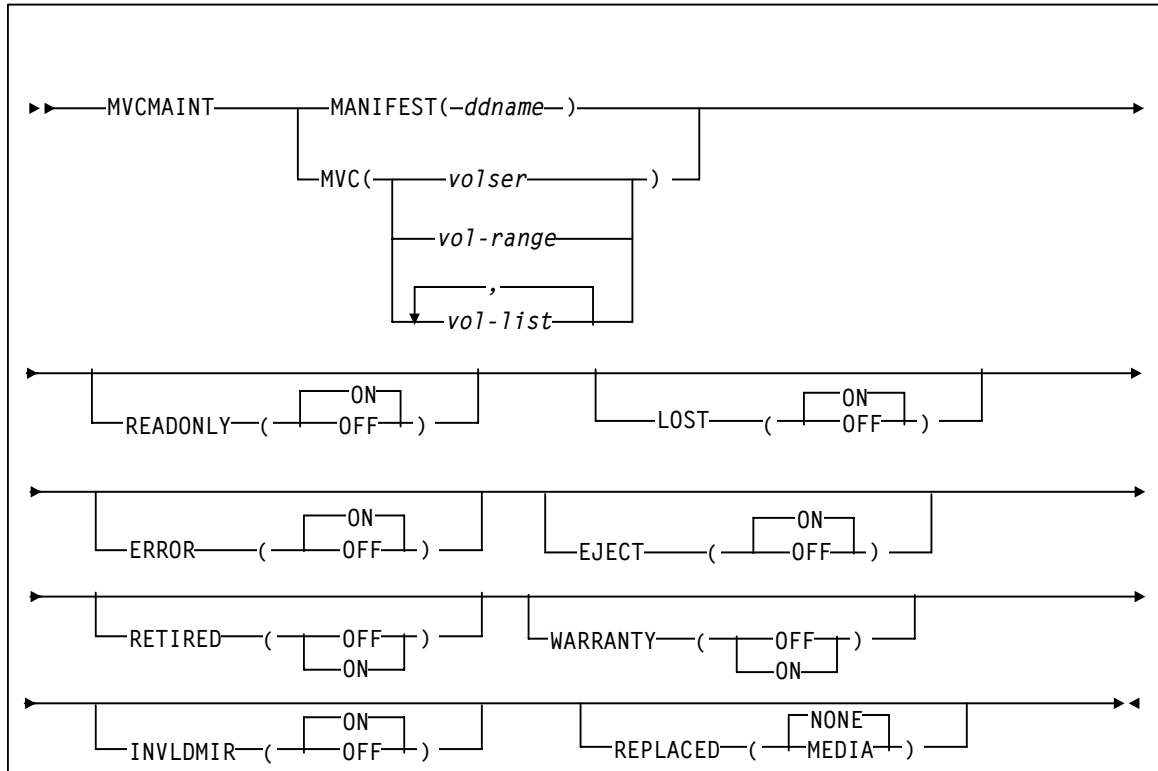 MVCMAINT MANIFEST( ddname )
MVC( volser )
vol-range
,
vol-list
ON ON
READONLY ( OFF ) LOST ( OFF )
ON ON
ERROR ( OFF ) EJECT ( OFF )
RETIRED ( OFF ) WARRANTY ( OFF )
ON ON
ON NONE
INVLDMIR ( OFF ) REPLACED ( MEDIA )